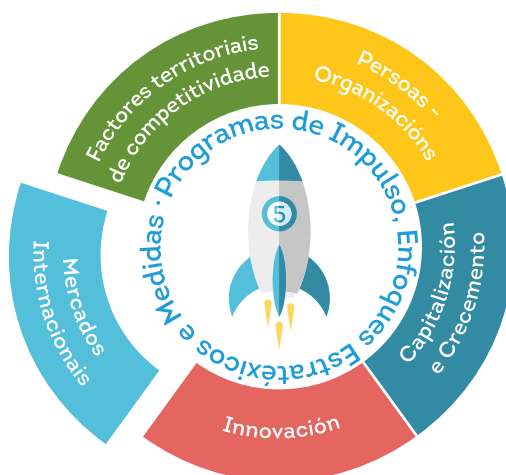 Factores territoriais
de competitividade
Persoas -
Organizacións
Capitalización
e Crecemento
Innovación
Mercados
Internacionais
Programas de Impulso, Enfoques Estratéxicos e Medidas ·
5